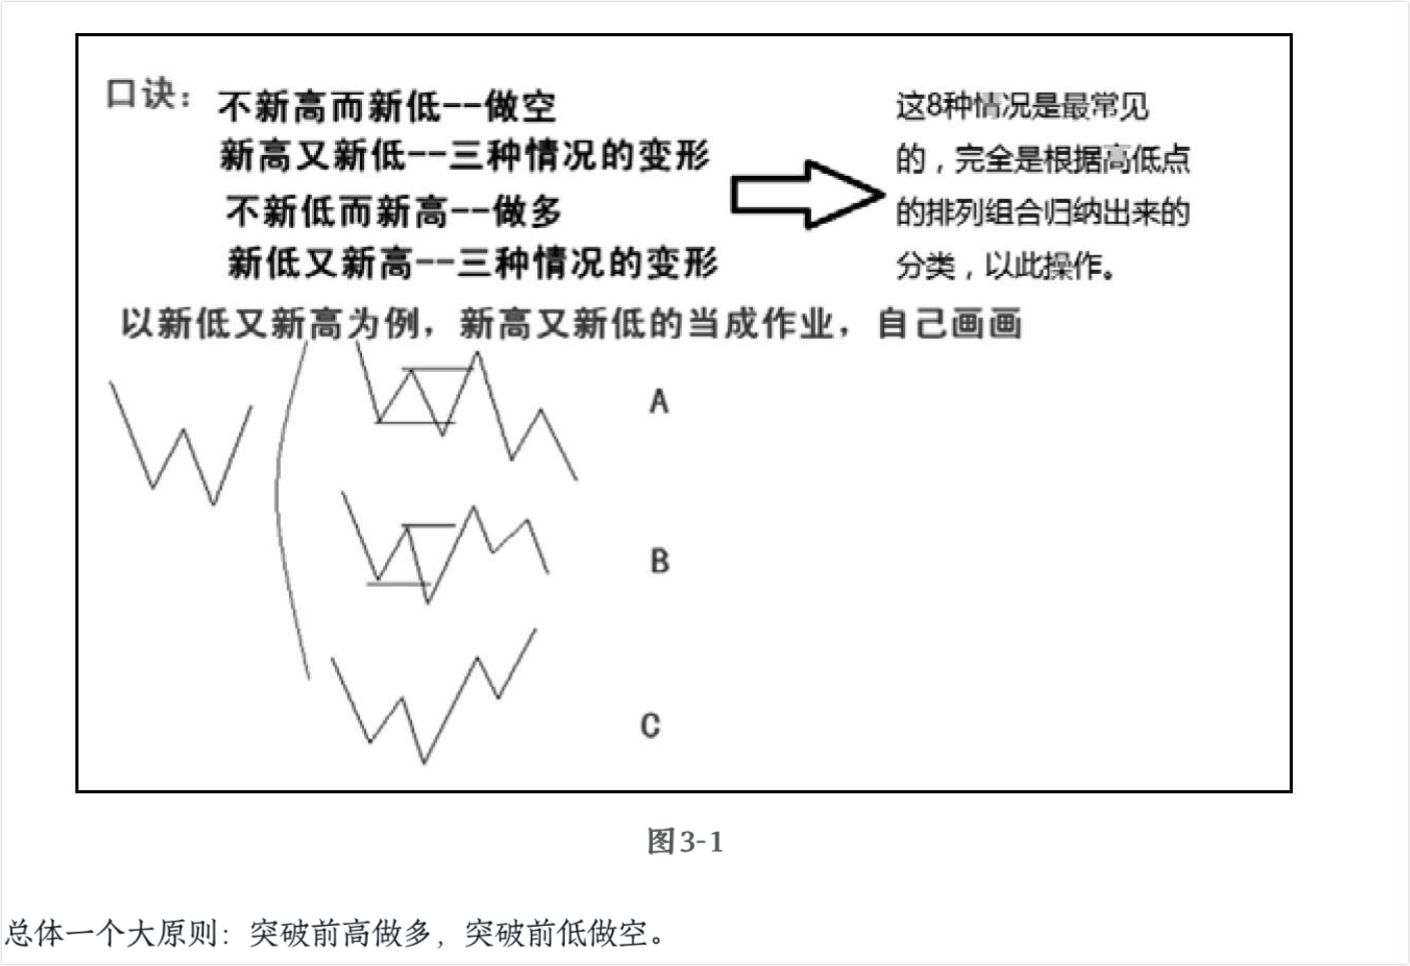 口诀：不新高而新低--做空
新高又新低--三种情况的变形
不新低而新高--做多
新低又新高--三种情况的变形
这8种情况是最常见
的，完全是根据高低点
的排列组合归纳出来的
分类，以此操作。
以新低又新高为例，新高又新低的当成作业，自己画画
A
B
C
图3-1
总体一个大原则：突破前高做多，突破前低做空。